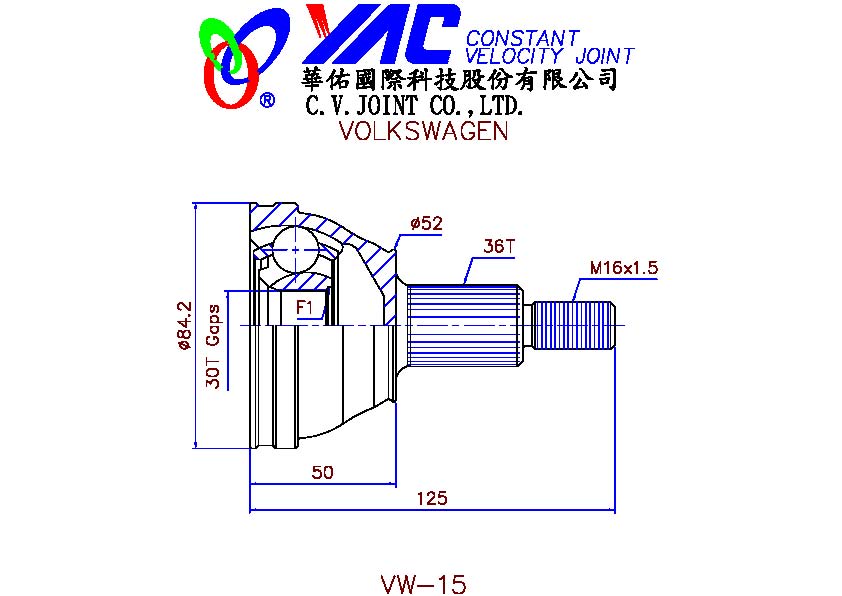 YAC CONSTANT
VELOCITY JOINT
®
華佑國際科技股份有限公司
C.V.JOINT CO.,LTD.
VOLKSWAGEN
ø52
36T
M16x1.5
ø84.2
30T Gaps
F1
50
125
VW-15